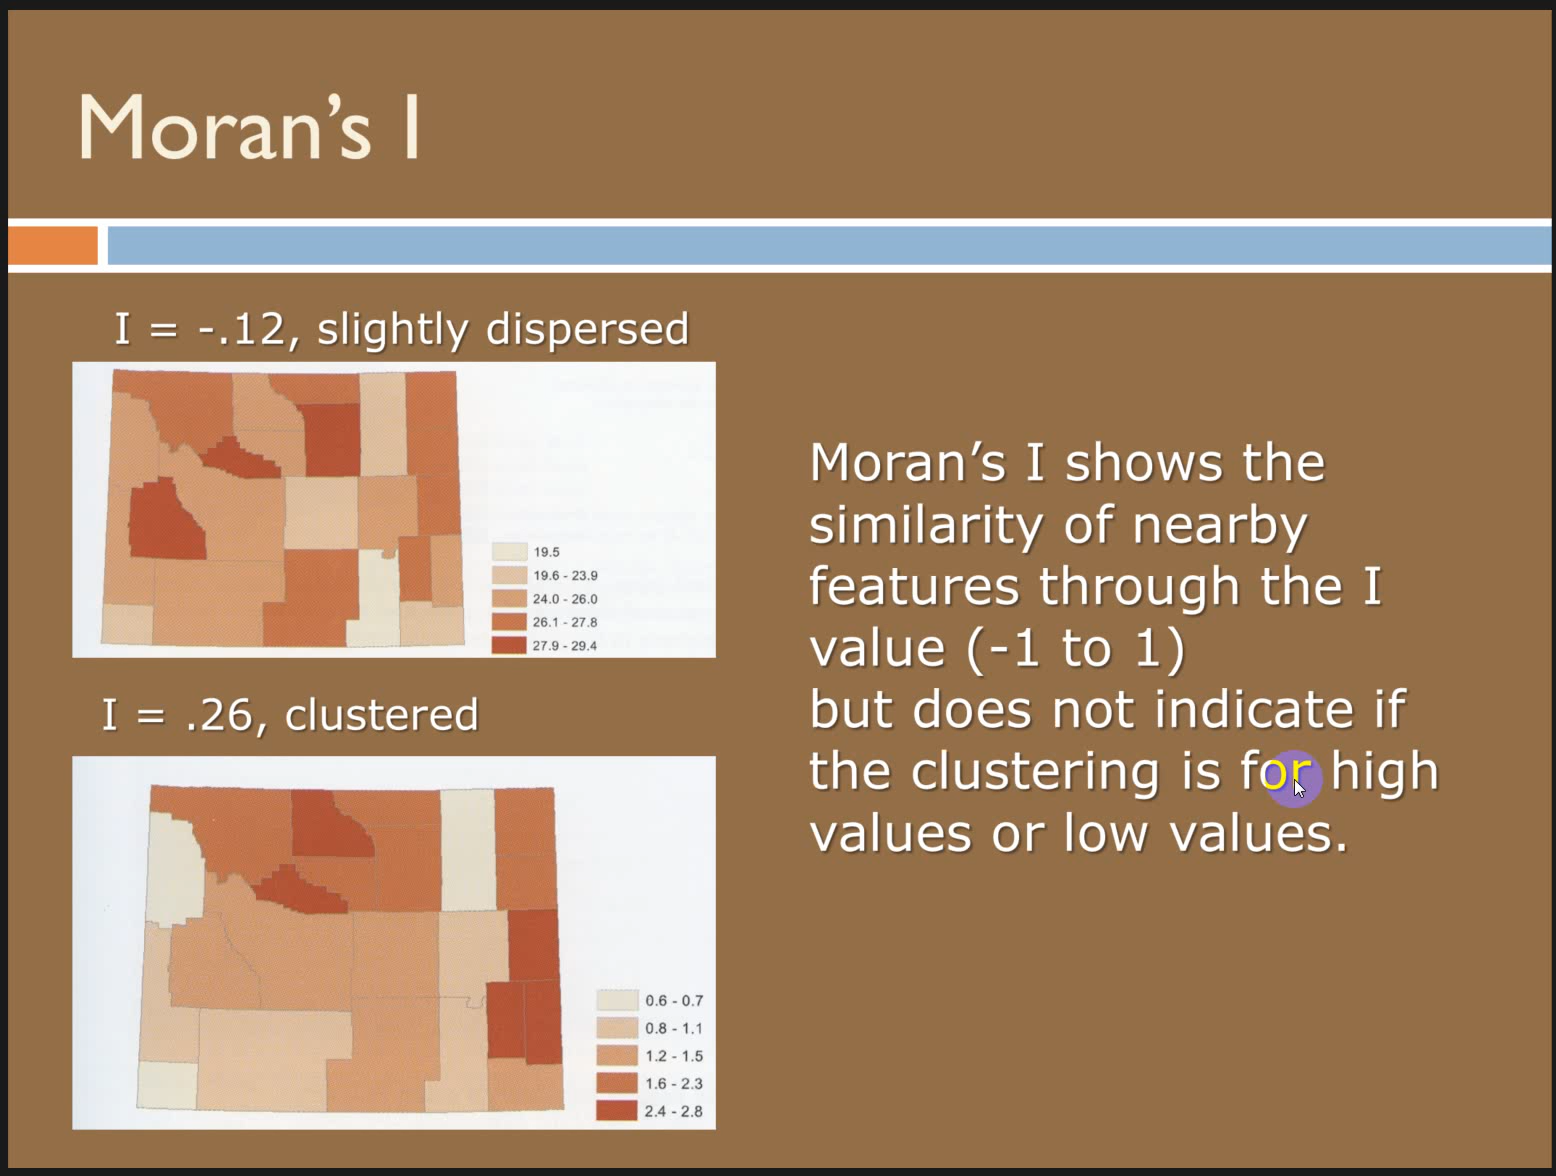 Moran’s I
I = -.12, slightly dispersed
19.5
19.6 - 23.9
24.0 - 26.0
26.1 - 27.8
27.9 - 29.4
I = .26, clustered
0.6 - 0.7
0.8 - 1.1
1.2 - 1.5
1.6 - 2.3
2.4 - 2.8
Moran’s I shows the
similarity of nearby
features through the I
value (-1 to 1)
but does not indicate if
the clustering is for high
values or low values.